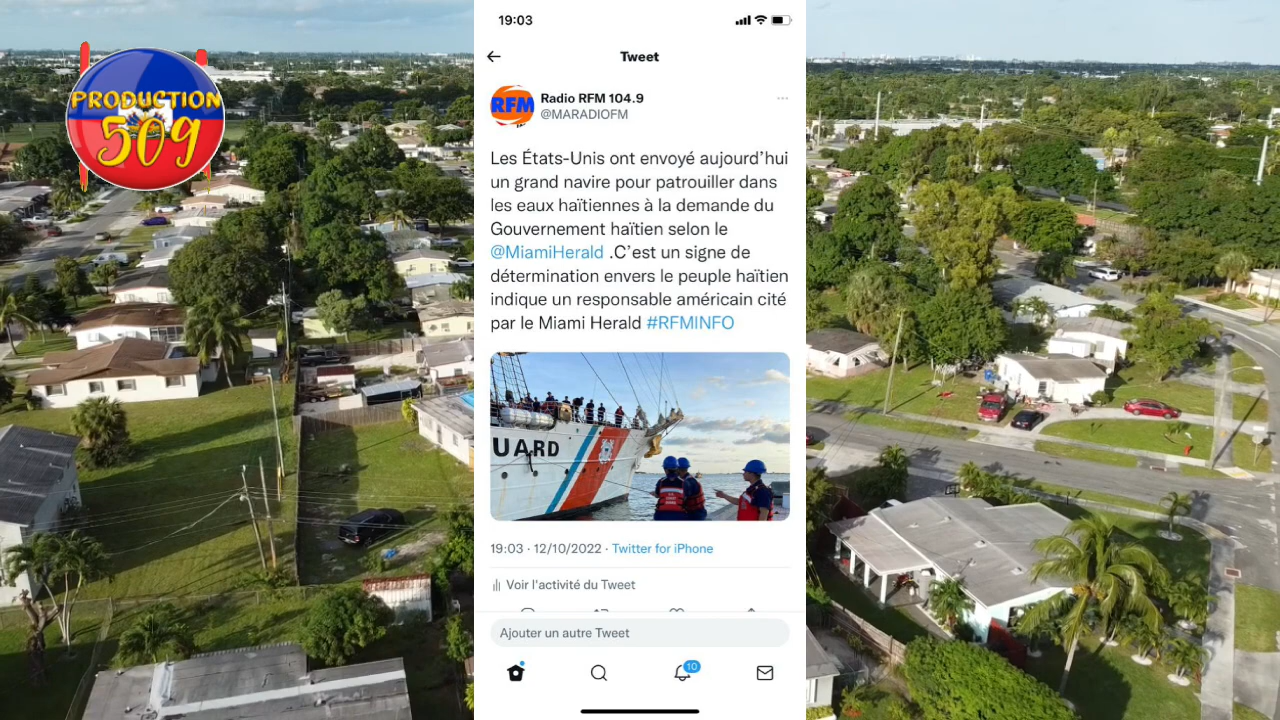 PRODUCTION
509
19:03
Tweet
RFM
Radio RFM 104.9
@MARADIOFM
Les États-Unis ont envoyé aujourd’hui
un grand navire pour patrouiller dans
les eaux haïtiennes à la demande du
Gouvernement haïtien selon le
@MiamiHerald .C’est un signe de
détermination envers le peuple haïtien
indique un responsable américain cité
par le Miami Herald #RFMINFO
UARD
19:03 · 12/10/2022 · Twitter for iPhone
Voir l'activité du Tweet
Ajouter un autre Tweet
10